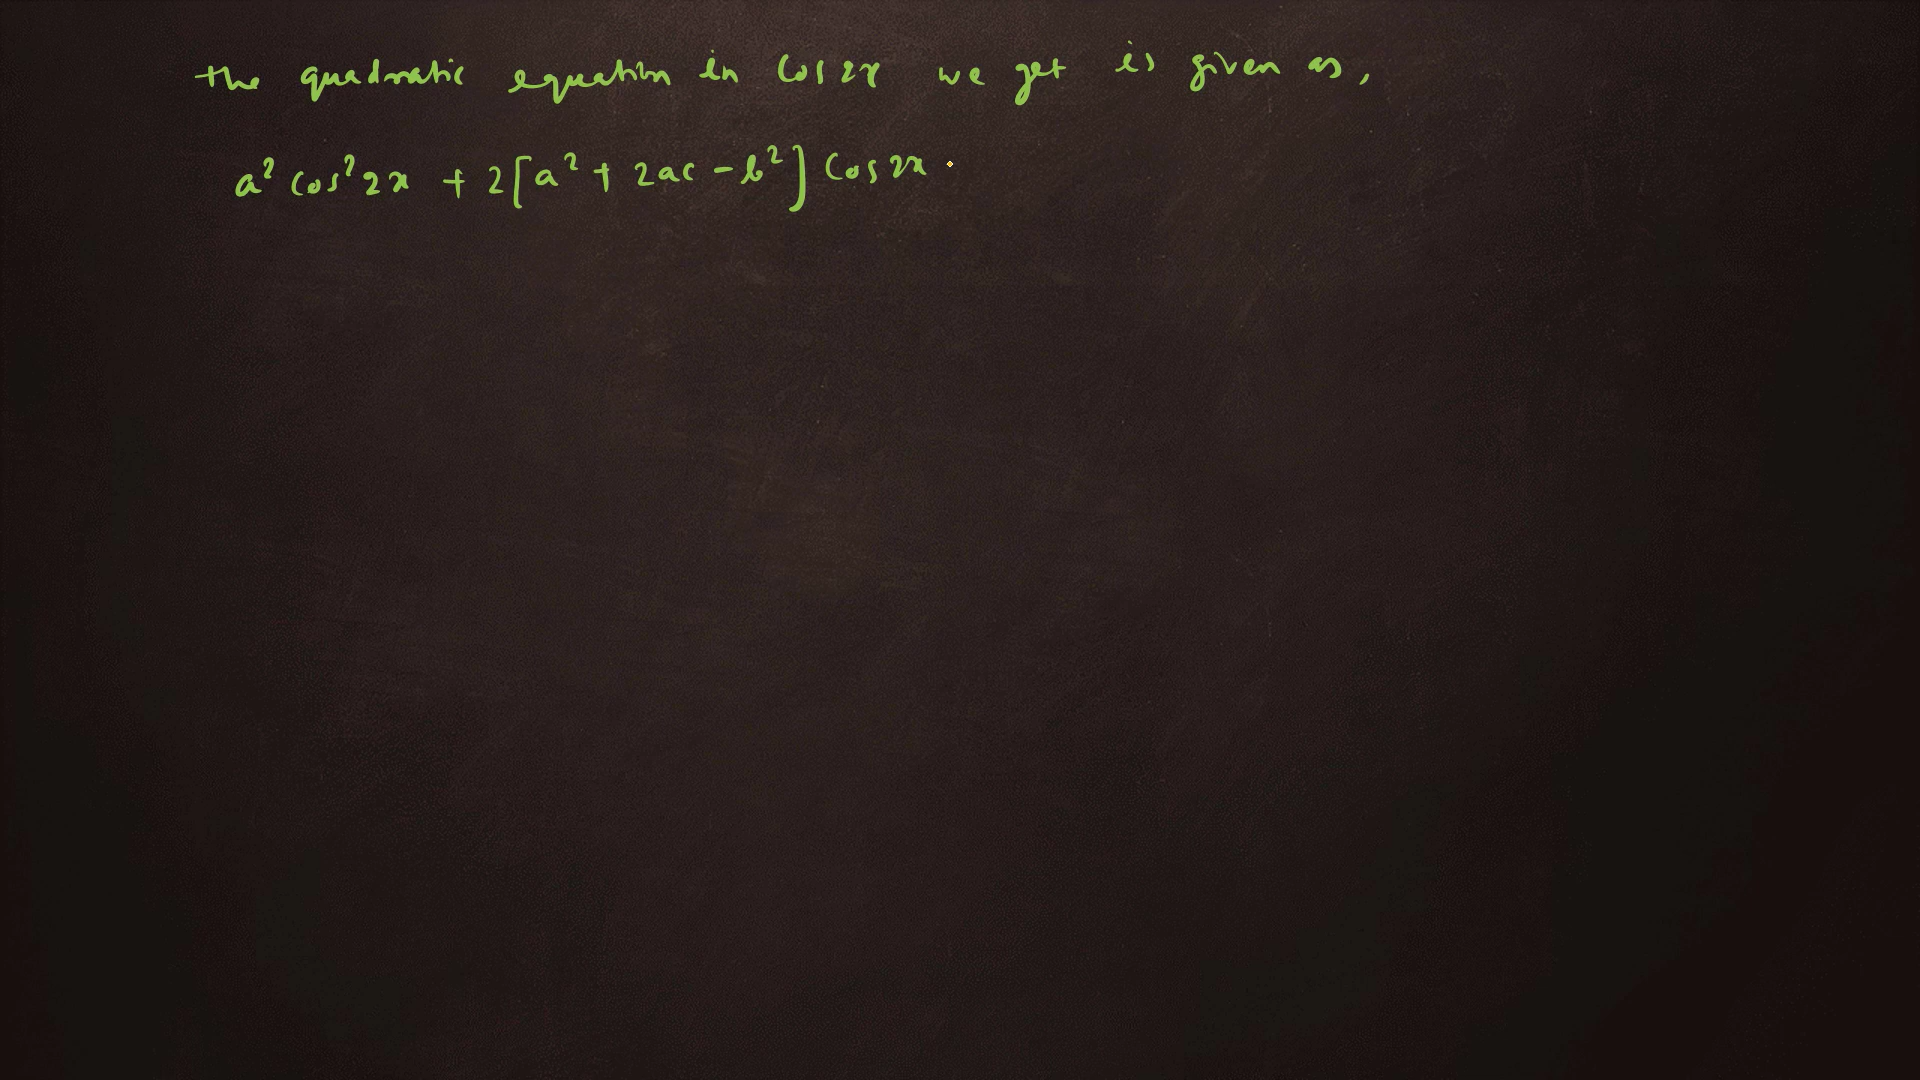 the quadratic equation in Cos 2x we get is given as,
a² Cos² 2x + 2[a² + 2ac - b²] Cos 2x